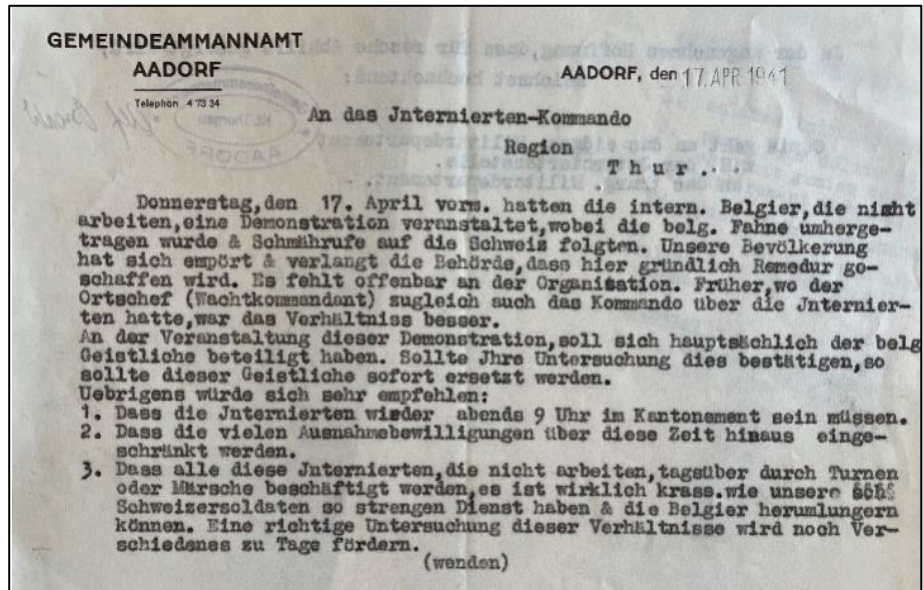 GEMEINDEAMMANNAMT
AADORF
Telephon 4 73 34
AADORF, den 17. APR 1941
An das Jnternierten-Kommando
Region
Thur...
Donnerstag, den 17. April vorm. hatten die intern. Belgier, die nicht
arbeiten, eine Demonstration veranstaltet, wobei die belg. Fahne umherge-
tragen wurde & Schmährufe auf die Schweiz folgten. Unsere Bevölkerung
hat sich empört & verlangt die Behörde, dass hier gründlich Remedur ge-
schaffen wird. Es fehlt offenbar an der Organisation. Früher, wo der
Ortschef (Wachtkommandant) zugleich auch das Kommando über die Jnternier-
ten hatte, war das Verhältniss besser.
An der Veranstaltung dieser Demonstration, soll sich hauptsächlich der belg
Geistliche beteiligt haben. Sollte Jhre Untersuchung dies bestätigen, so
sollte dieser Geistliche sofort ersetzt werden.
Uebrigens würde sich sehr empfehlen:
1. Dass die Jnternierten wieder abends 9 Uhr im Kantonement sein müssen.
2. Dass die vielen Ausnahmebewilligungen über diese Zeit hinaus einge-
schränkt werden.
3. Dass alle diese Jnternierten, die nicht arbeiten, tagsüber durch Turnen
oder Märsche beschäftigt werden, es ist wirklich krass. wie unsere
Schweizersoldaten so strengen Dienst haben & die Belgier herumlungern
können. Eine richtige Untersuchung dieser Verhältnisse wird noch Ver-
schiedenes zu Tage fördern.
(wenden)